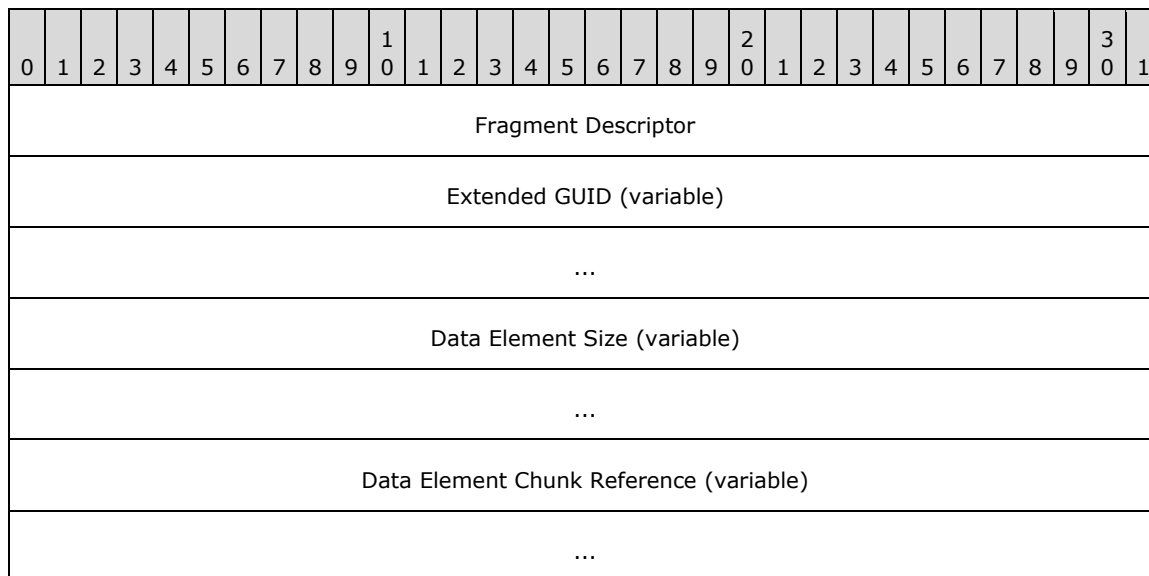 1 2 3
0 1 2 3 4 5 6 7 8 9 0 1 2 3 4 5 6 7 8 9 0 1 2 3 4 5 6 7 8 9 0 1
Fragment Descriptor
Extended GUID (variable)
...
Data Element Size (variable)
...
Data Element Chunk Reference (variable)
...